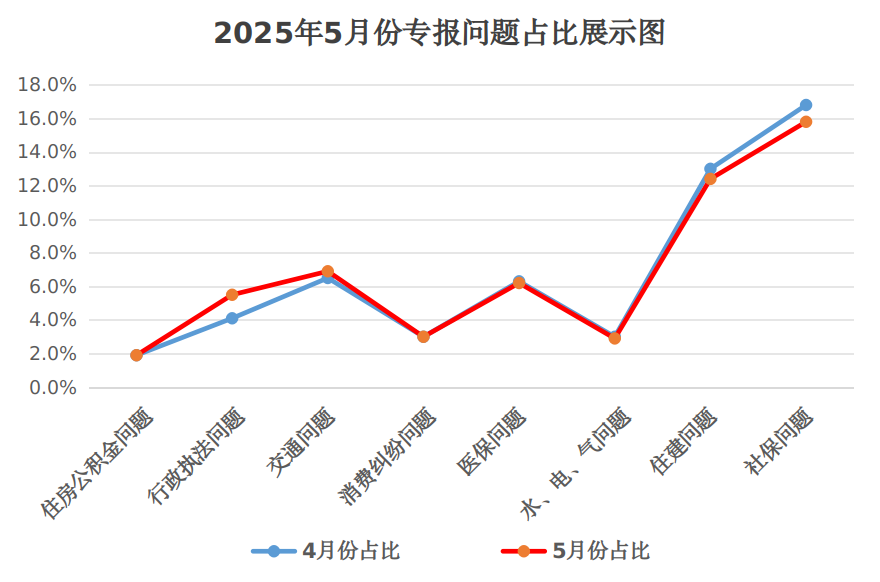 2025年5月份专报问题占比展示图
18.0%
16.0%
14.0%
12.0%
10.0%
8.0%
6.0%
4.0%
2.0%
0.0%
住房公积金问题
行政执法问题
交通问题
消费纠纷问题
医保问题
水、电、气问题
住建问题
社保问题
4月份占比
5月份占比